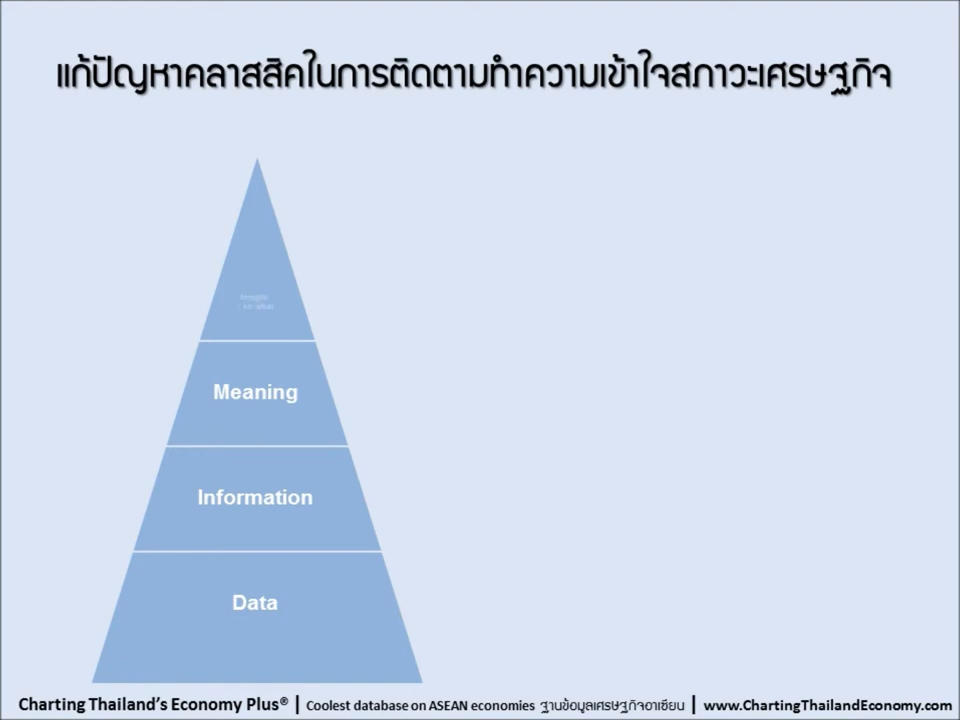 แก้ปัญหาคลาสสิคในการติดตามทำความเข้าใจสภาวะเศรษฐกิจ
Meaning
Information
Data
Charting Thailand's Economy Plus® | Coolest database on ASEAN economies ฐานข้อมูลเศรษฐกิจอาเซียน | www.ChartingThailandEconomy.com